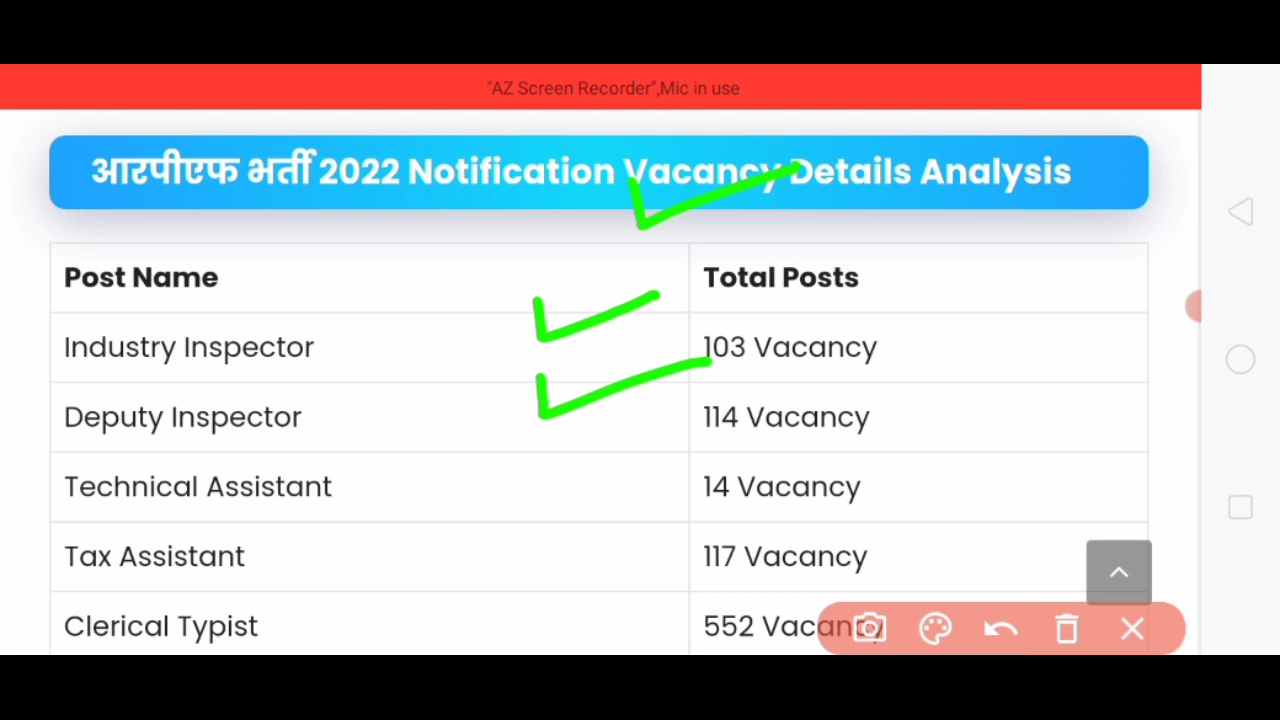 "AZ Screen Recorder",Mic in use
आरपीएफ भर्ती 2022 Notification Vacancy Details Analysis
Post Name Total Posts
Industry Inspector 103 Vacancy
Deputy Inspector 114 Vacancy
Technical Assistant 14 Vacancy
Tax Assistant 117 Vacancy
Clerical Typist 552 Vacancy